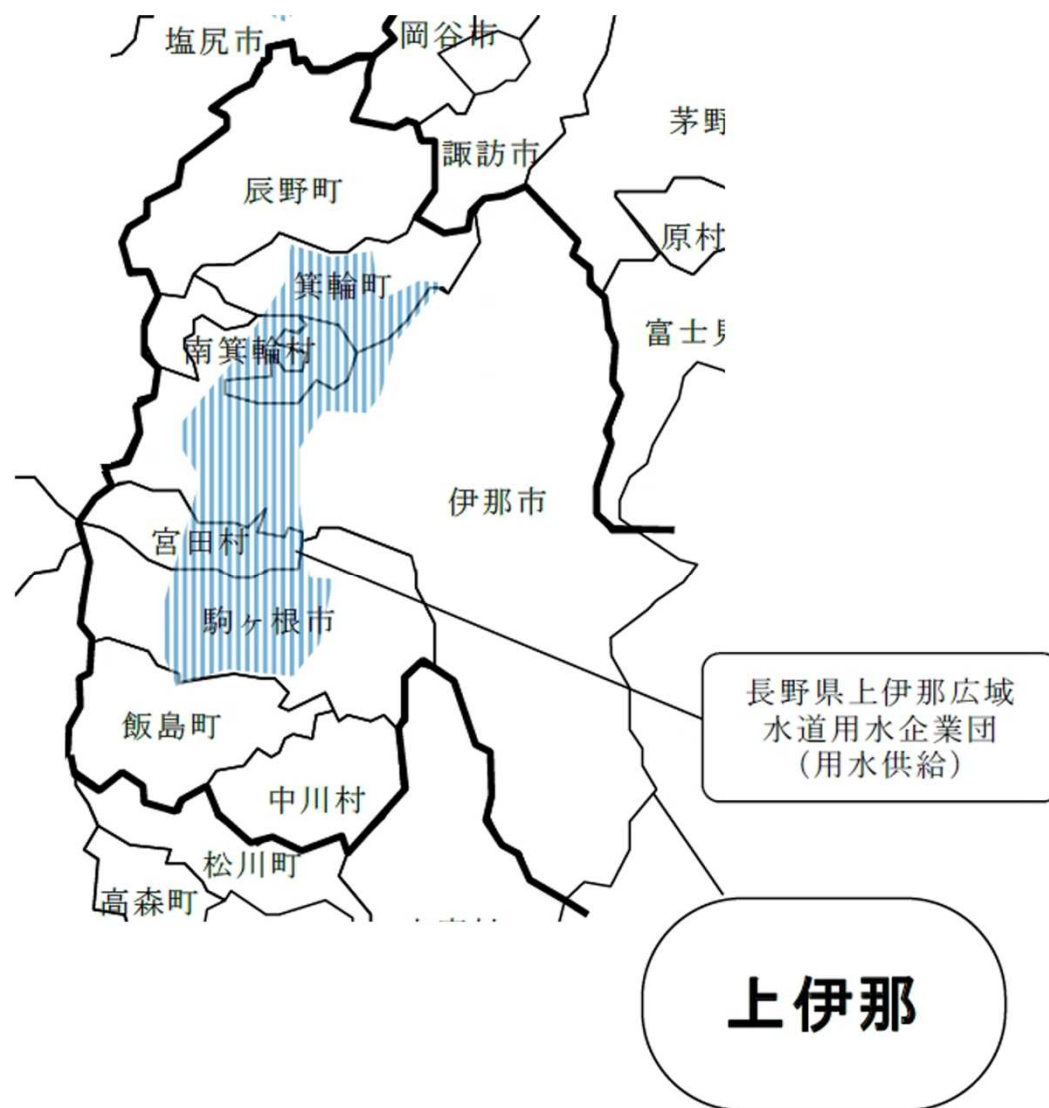 塩尻市
岡谷市
茅野
諏訪市
辰野町
原村
箕輪町
富士見
南箕輪村
伊那市
宮田村
駒ヶ根市
長野県上伊那広域
水道用水企業団
（用水供給）
飯島町
中川村
松川町
高森町
上伊那